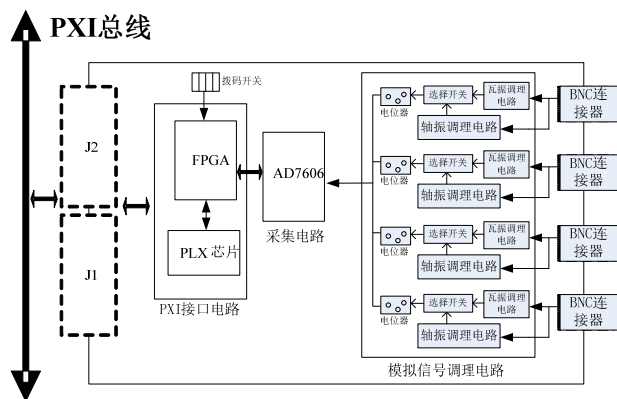 PXI总线
拨码开关
J2
J1
FPGA
PLX 芯片
PXI接口电路
AD7606
采集电路
电位器
选择开关
瓦振调理
电路
轴振调理电路
BNC连
接器
电位器
选择开关
瓦振调理
电路
轴振调理电路
BNC连
接器
电位器
选择开关
瓦振调理
电路
轴振调理电路
BNC连
接器
电位器
选择开关
瓦振调理
电路
轴振调理电路
BNC连
接器
模拟信号调理电路